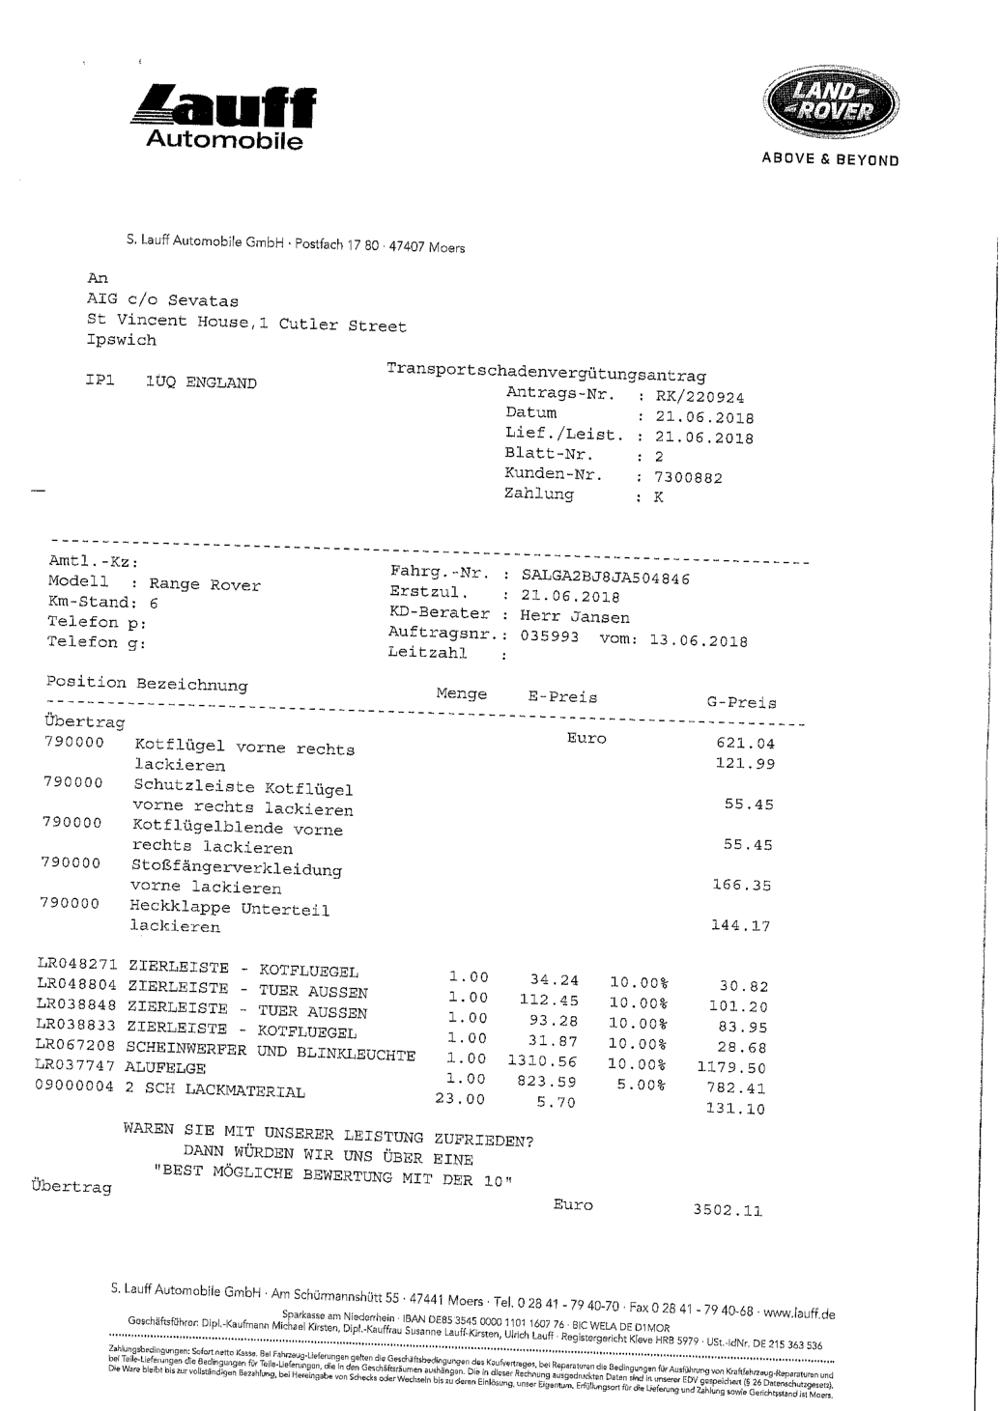 Lauff
Automobile
LAND-
-ROVER
ABOVE & BEYOND
S. Lauff Automobile GmbH · Postfach 17 80 · 47407 Moers
An
AIG c/o Sevatas
St Vincent House,1 Cutler Street
Ipswich
IP1 1UQ ENGLAND
Transportschadenvergütungsantrag
Antrags-Nr. : RK/220924
Datum : 21.06.2018
Lief./Leist. : 21.06.2018
Blatt-Nr. : 2
Kunden-Nr. : 7300882
Zahlung : K
Amtl.-Kz:
Modell : Range Rover
Km-Stand: 6
Telefon p:
Telefon g:
Fahrg.-Nr. : SALGA2BJ8JA504846
Erstzul. : 21.06.2018
KD-Berater : Herr Jansen
Auftragsnr.: 035993 vom: 13.06.2018
Leitzahl :
Position Bezeichnung Menge E-Preis G-Preis
Übertrag Euro 621.04
790000 Kotflügel vorne rechts 121.99
lackieren
790000 Schutzleiste Kotflügel
vorne rechts lackieren 55.45
790000 Kotflügelblende vorne
rechts lackieren 55.45
790000 Stoßfängerverkleidung
vorne lackieren 166.35
790000 Heckklappe Unterteil
lackieren 144.17
LR048271 ZIERLEISTE - KOTFLUEGEL 1.00 34.24 10.00% 30.82
LR048804 ZIERLEISTE - TUER AUSSEN 1.00 112.45 10.00% 101.20
LR038848 ZIERLEISTE - TUER AUSSEN 1.00 93.28 10.00% 83.95
LR038833 ZIERLEISTE - KOTFLUEGEL 1.00 31.87 10.00% 28.68
LR067208 SCHEINWERFER UND BLINKLEUCHTE 1.00 1310.56 10.00% 1179.50
LR037747 ALUFELGE 1.00 823.59 5.00% 782.41
09000004 2 SCH LACKMATERIAL 23.00 5.70 131.10
WAREN SIE MIT UNSERER LEISTUNG ZUFRIEDEN?
DANN WÜRDEN WIR UNS ÜBER EINE
"BEST MÖGLICHE BEWERTUNG MIT DER 10"
Übertrag Euro 3502.11
S. Lauff Automobile GmbH · Am Schürmannshütt 55 · 47441 Moers · Tel. 0 28 41 - 79 40-70 · Fax 0 28 41 - 79 40-68 · www.lauff.de
Sparkasse am Niederrhein · IBAN DE85 3545 0000 1101 1607 76 · BIC WELA DE D1MOR
Geschäftsführer: Dipl.-Kaufmann Michael Kirsten, Dipl.-Kauffrau Susanne Lauff-Kirsten, Ulrich Lauff · Registergericht Kleve HRB 5979 · USt.-IdNr. DE 215 363 536
Zahlungsbedingungen: Sofort netto Kasse. Bei Fahrzeug-Lieferungen gelten die Geschäftsbedingungen des Kaufvertrages, bei Reparaturen die Bedingungen für Ausführung von Kraftfahrzeug-Reparaturen und
bei Teile-Lieferungen die Bedingungen für Teile-Lieferungen, die in den Geschäftsräumen aushängen. Die in dieser Rechnung ausgedruckten Daten sind in unserer EDV gespeichert (§ 26 Datenschutzgesetz).
Die Ware bleibt bis zur vollständigen Bezahlung, bei Hereingabe von Schecks oder Wechseln bis zu deren Einlösung, unser Eigentum. Erfüllungsort für die Lieferung und Zahlung sowie Gerichtsstand ist Moers.